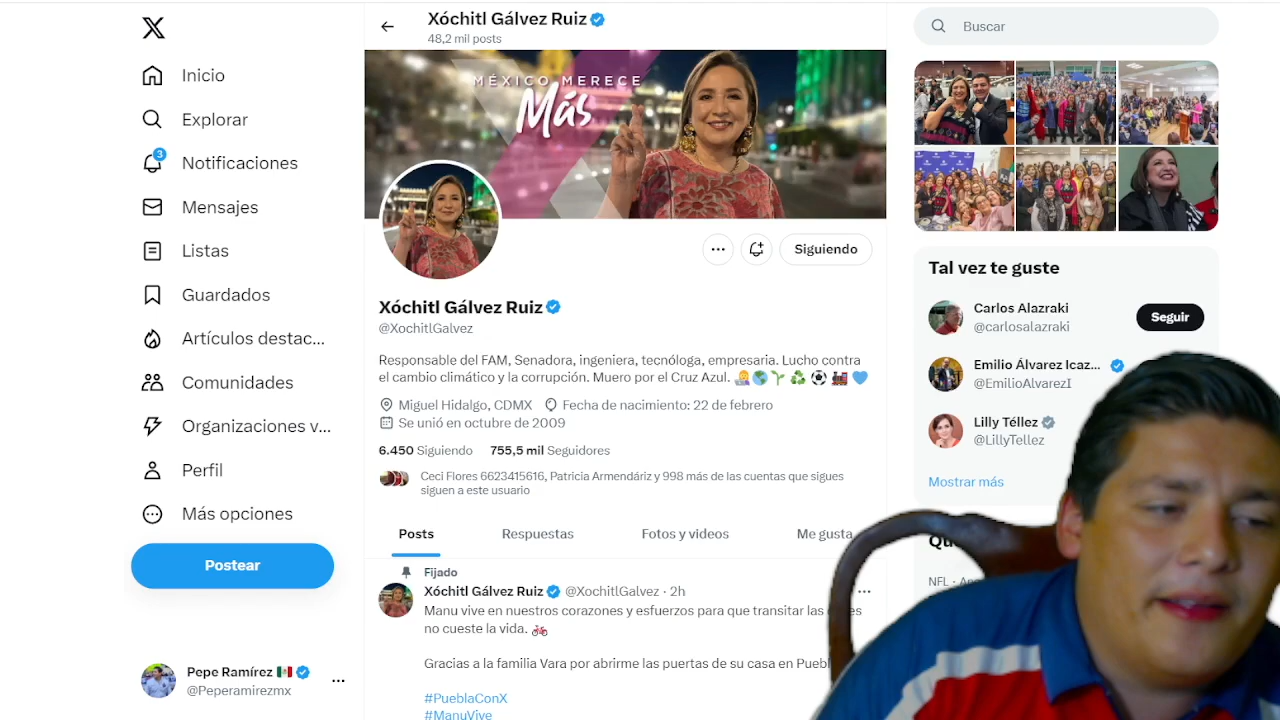 Inicio
Explorar
3
Notificaciones
Mensajes
Listas
Guardados
Artículos destac...
Comunidades
Organizaciones v...
Perfil
Más opciones
Postear
Pepe Ramírez
@Peperamirezmx
Xóchitl Gálvez Ruiz
48,2 mil posts
MÉXICO MERECE
Más
Siguiendo
Xóchitl Gálvez Ruiz
@XochitlGalvez
Responsable del FAM, Senadora, ingeniera, tecnóloga, empresaria. Lucho contra
el cambio climático y la corrupción. Muero por el Cruz Azul.
Miguel Hidalgo, CDMX Fecha de nacimiento: 22 de febrero
Se unió en octubre de 2009
6.450 Siguiendo 755,5 mil Seguidores
Ceci Flores 6623415616, Patricia Armendáriz y 998 más de las cuentas que sigues
siguen a este usuario
Posts Respuestas Fotos y videos Me gusta
Fijado
Xóchitl Gálvez Ruiz @XochitlGalvez · 2h
Manu vive en nuestros corazones y esfuerzos para que transitar las
no cueste la vida.
Gracias a la familia Vara por abrirme las puertas de su casa en
#PueblaConX
#ManuVive
Buscar
Tal vez te guste
Carlos Alazraki
@carlosalazraki
Seguir
Emilio Álvarez Icaz...
@EmilioAlvarezI
Lilly Téllez
@LillyTellez
Mostrar más
NFL